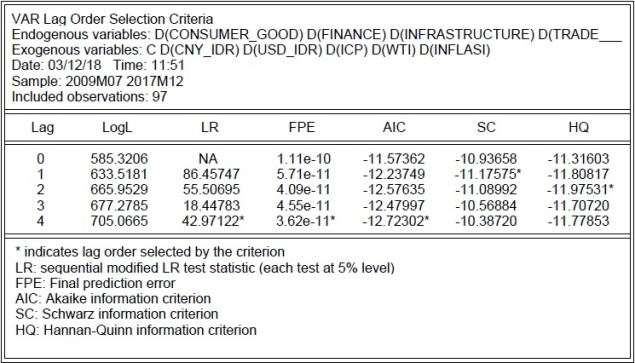 VAR Lag Order Selection Criteria
Endogenous variables: D(CONSUMER_GOOD) D(FINANCE) D(INFRASTRUCTURE) D(TRADE___
Exogenous variables: C D(CNY_IDR) D(USD_IDR) D(ICP) D(WTI) D(INFLASI)
Date: 03/12/18 Time: 11:51
Sample: 2009M07 2017M12
Included observations: 97
Lag LogL LR FPE AIC SC HQ
0 585.3206 NA 1.11e-10 -11.57362 -10.93658 -11.31603
1 633.5181 86.45747 5.71e-11 -12.23749 -11.17575* -11.80817
2 665.9529 55.50695 4.09e-11 -12.57635 -11.08992 -11.97531*
3 677.2785 18.44783 4.55e-11 -12.47997 -10.56884 -11.70720
4 705.0665 42.97122* 3.62e-11* -12.72302* -10.38720 -11.77853
* indicates lag order selected by the criterion
LR: sequential modified LR test statistic (each test at 5% level)
FPE: Final prediction error
AIC: Akaike information criterion
SC: Schwarz information criterion
HQ: Hannan-Quinn information criterion